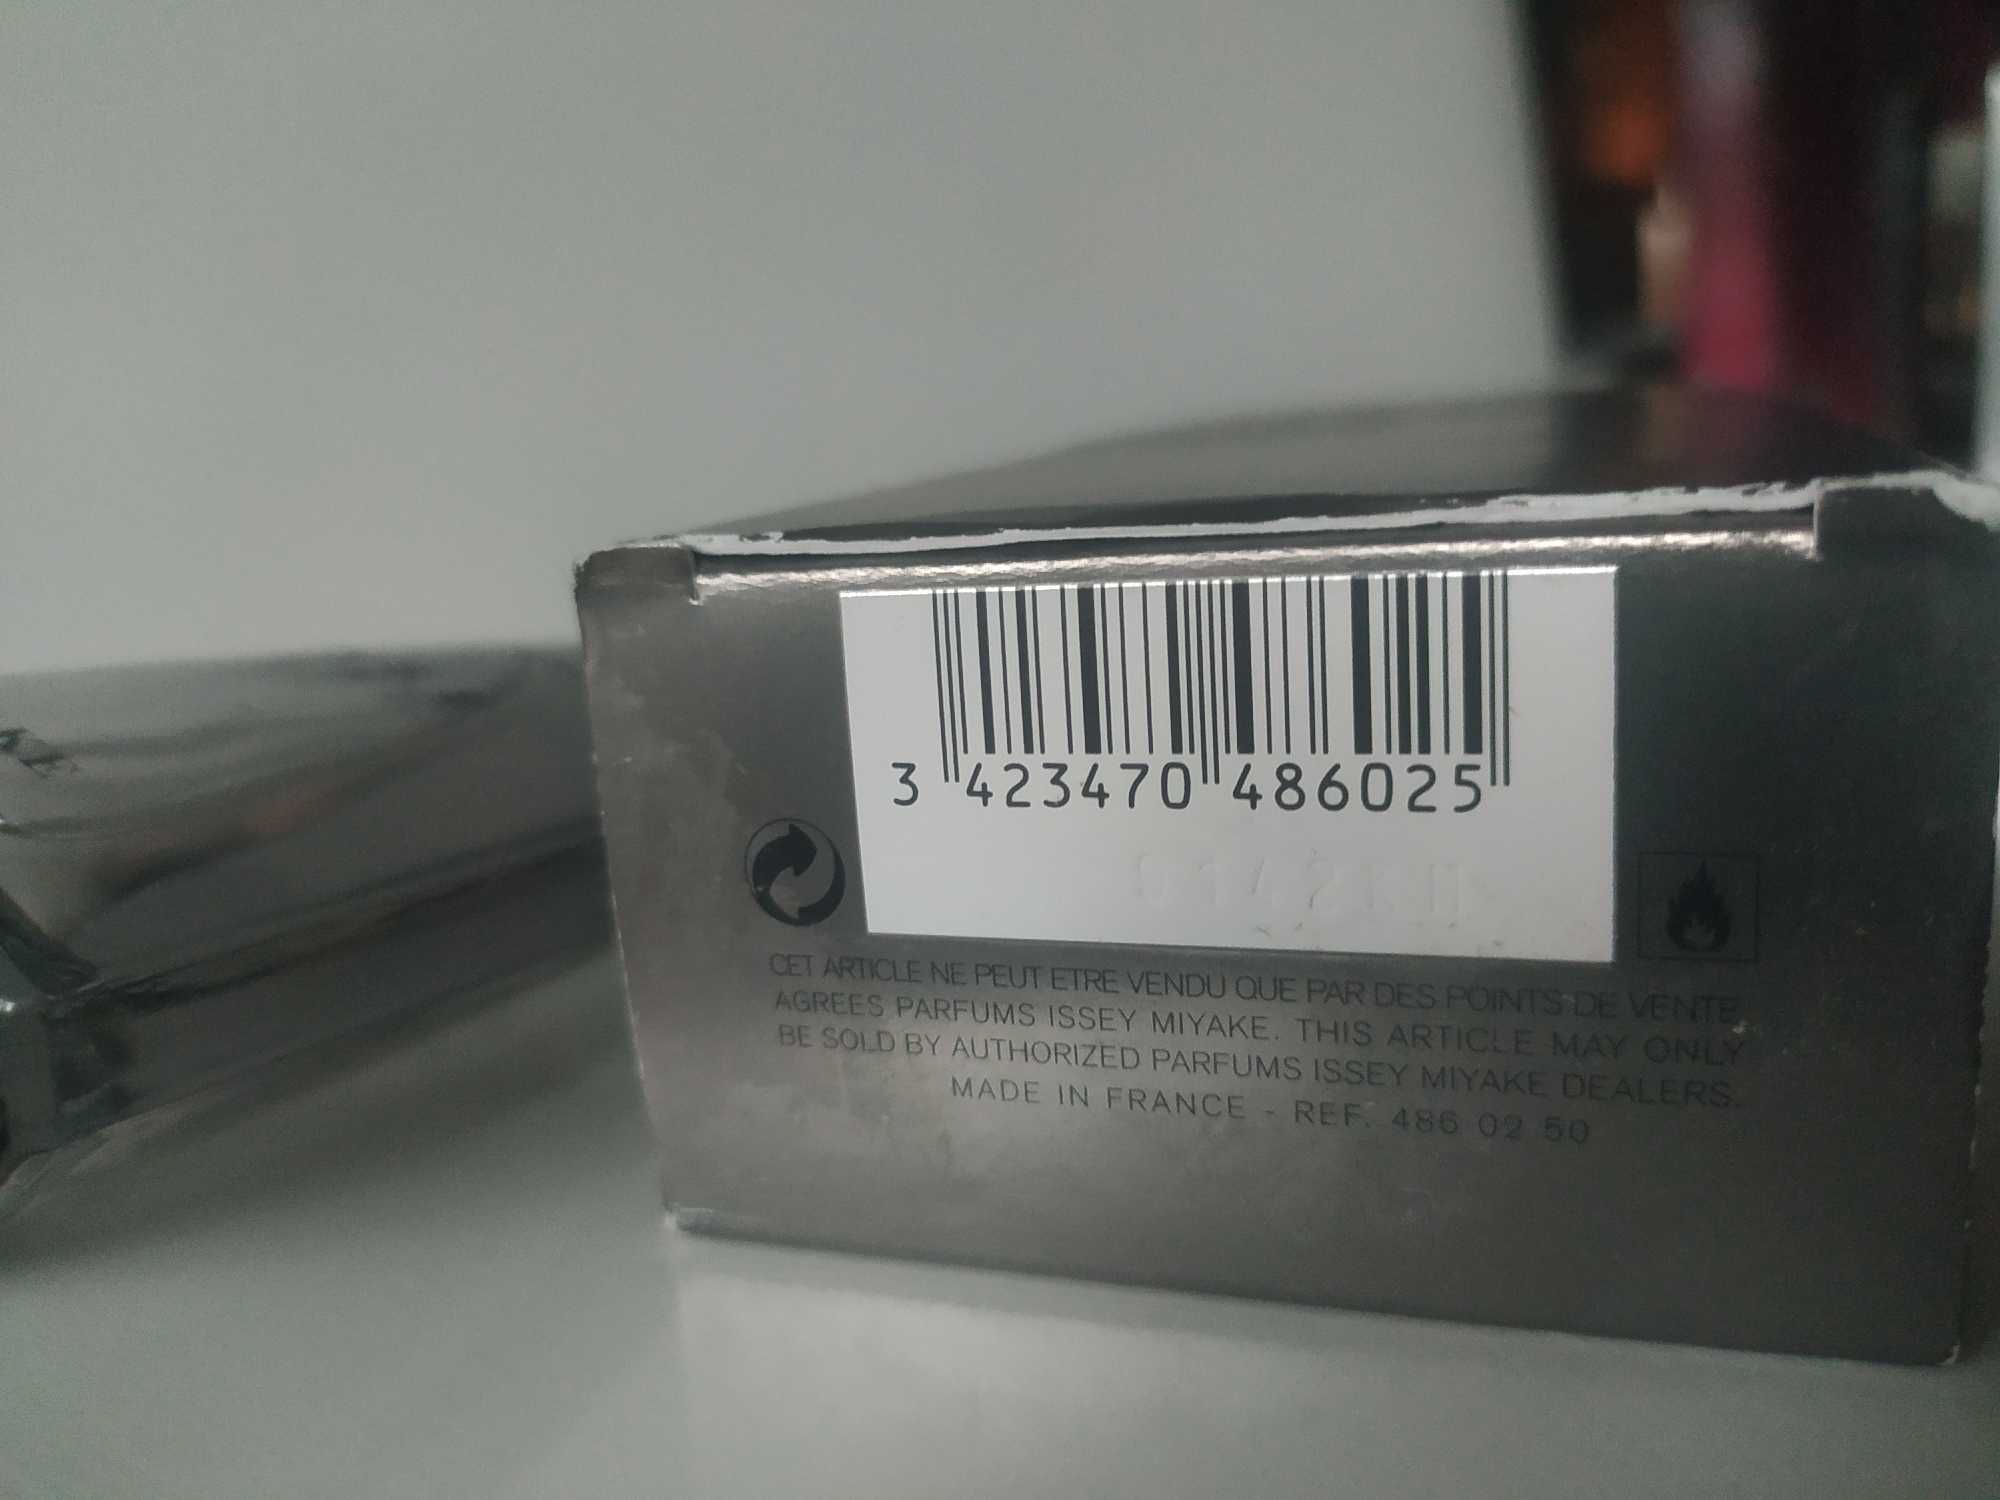 3 423470 486025
CET ARTICLE NE PEUT ETRE VENDU QUE PAR DES POINTS DE VENTE
AGREES PARFUMS ISSEY MIYAKE. THIS ARTICLE MAY ONLY
BE SOLD BY AUTHORIZED PARFUMS ISSEY MIYAKE DEALERS.
MADE IN FRANCE - REF. 486 02 50